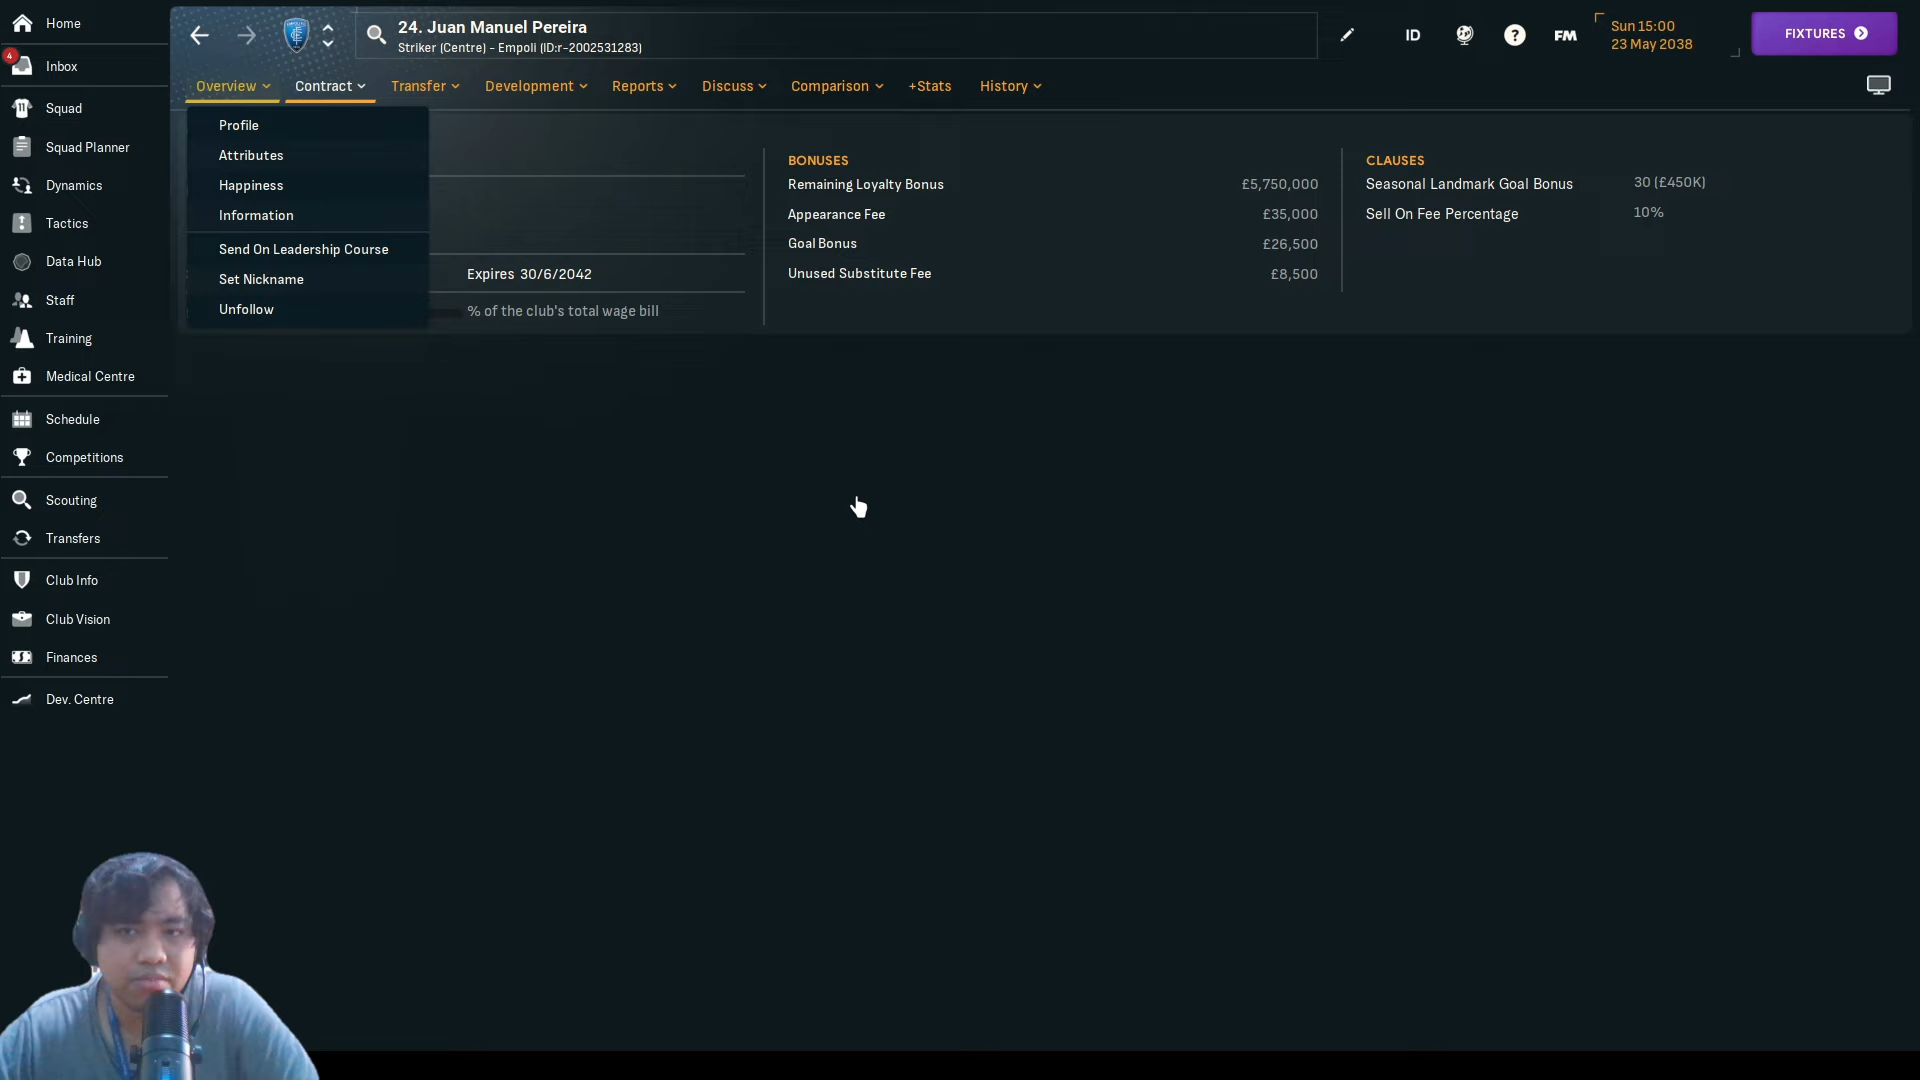 Home
4
Inbox
Squad
Squad Planner
Dynamics
Tactics
Data Hub
Staff
Training
Medical Centre
Schedule
Competitions
Scouting
Transfers
Club Info
Club Vision
Finances
Dev. Centre
24. Juan Manuel Pereira
Striker (Centre) - Empoli (ID:r-2002531283)
ID
FM
Sun 15:00
23 May 2038
FIXTURES
Overview
Contract
Transfer
Development
Reports
Discuss
Comparison
+Stats
History
Profile
Attributes
Happiness
Information
Send On Leadership Course
Set Nickname
Unfollow
Expires 30/6/2042
% of the club's total wage bill
BONUSES
Remaining Loyalty Bonus £5,750,000
Appearance Fee £35,000
Goal Bonus £26,500
Unused Substitute Fee £8,500
CLAUSES
Seasonal Landmark Goal Bonus 30 (£450K)
Sell On Fee Percentage 10%